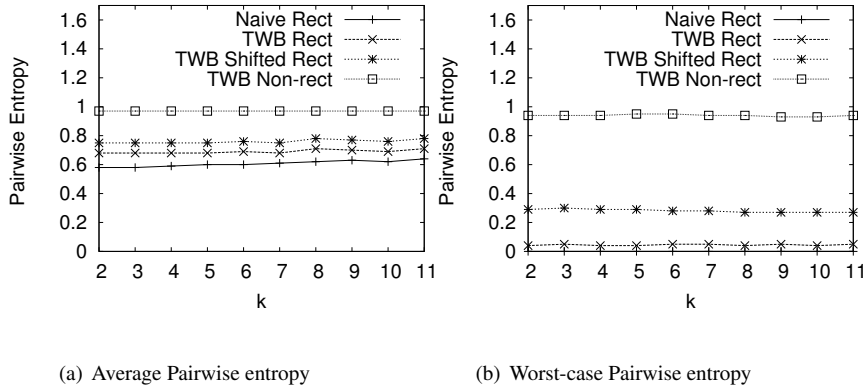 Pairwise Entropy
1.6
1.4
1.2
1
0.8
0.6
0.4
0.2
0
Naive Rect
TWB Rect
TWB Shifted Rect
TWB Non-rect
2 3 4 5 6 7 8 9 10 11
k
(a) Average Pairwise entropy
Pairwise Entropy
1.6
1.4
1.2
1
0.8
0.6
0.4
0.2
0
Naive Rect
TWB Rect
TWB Shifted Rect
TWB Non-rect
2 3 4 5 6 7 8 9 10 11
k
(b) Worst-case Pairwise entropy